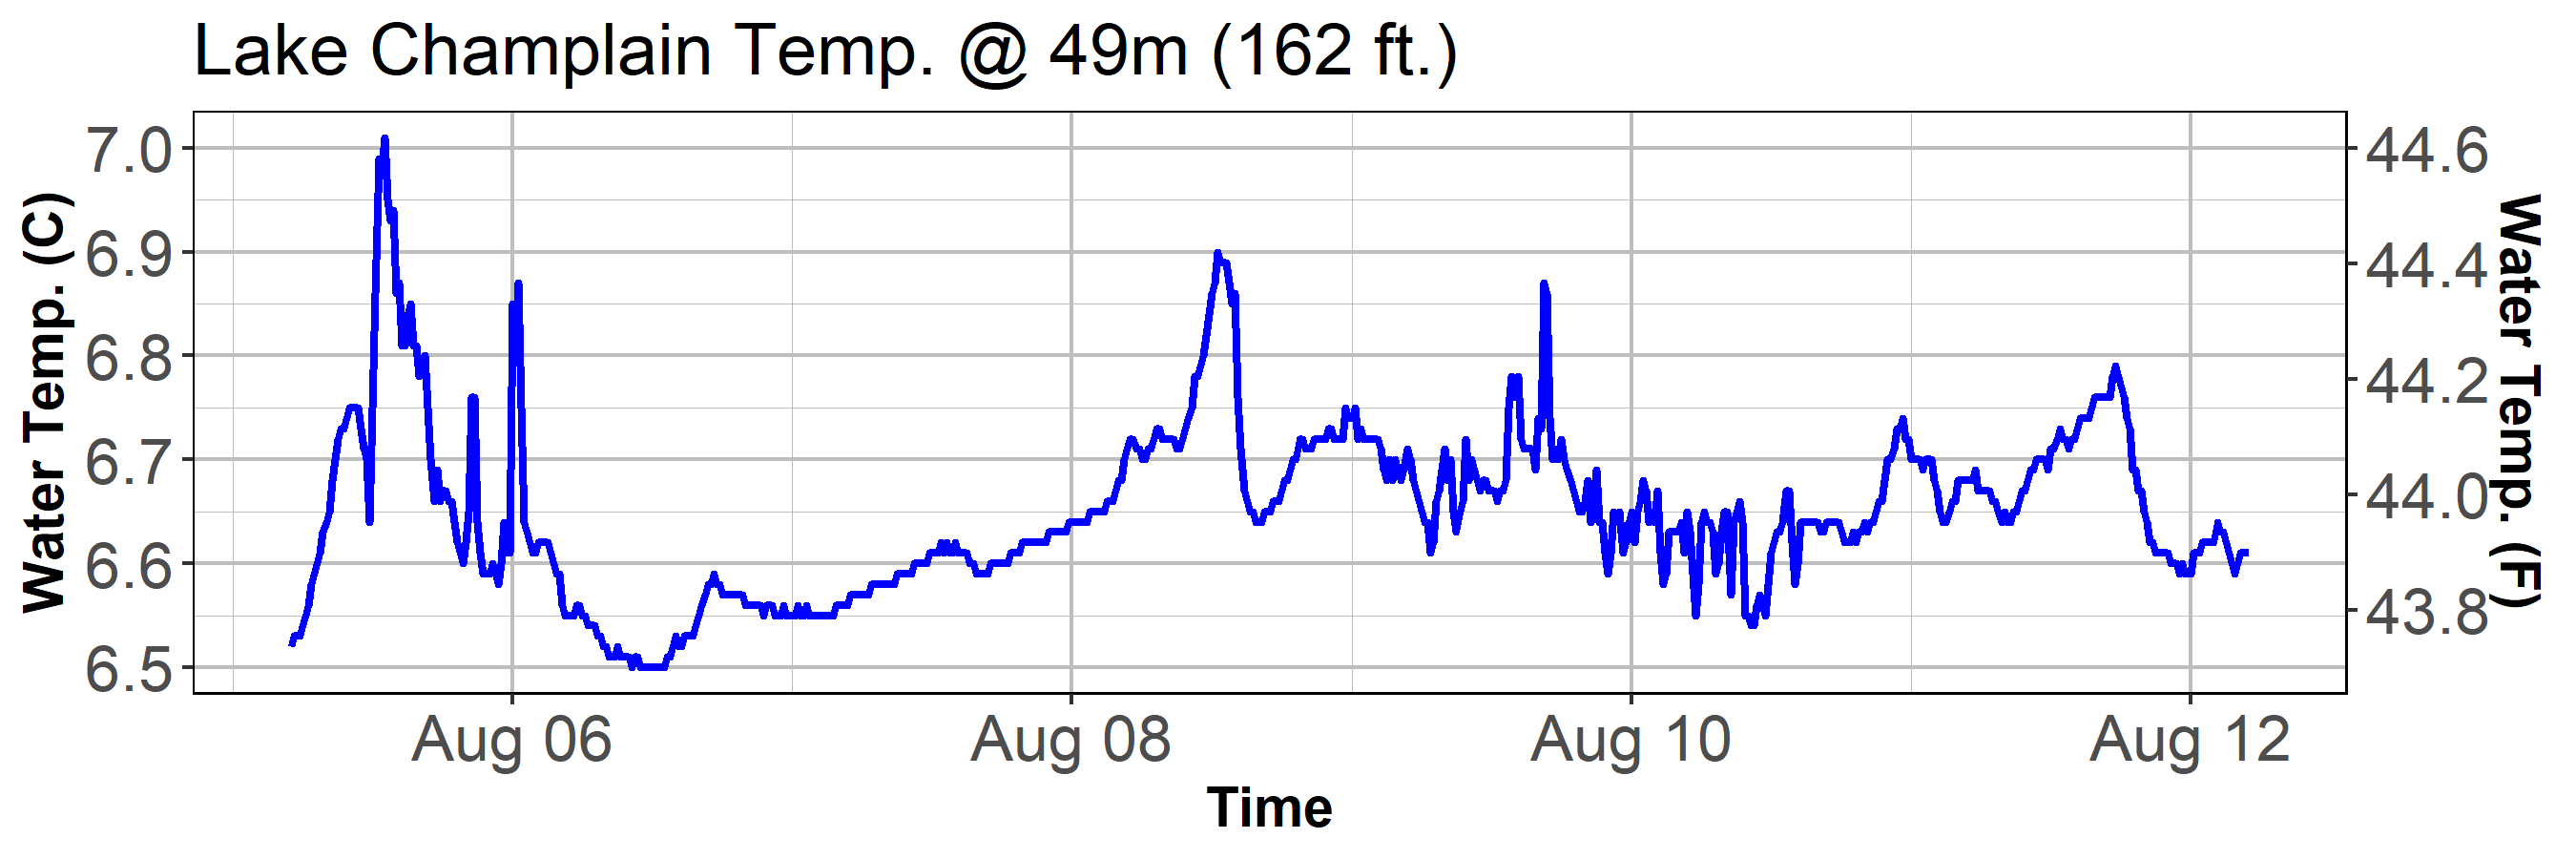 Lake Champlain Temp. @ 49m (162 ft.)
Water Temp. (C)
7.0
6.9
6.8
6.7
6.6
6.5
44.6
44.4
44.2
44.0
43.8
Water Temp. (F)
Aug 06
Aug 08
Aug 10
Aug 12
Time